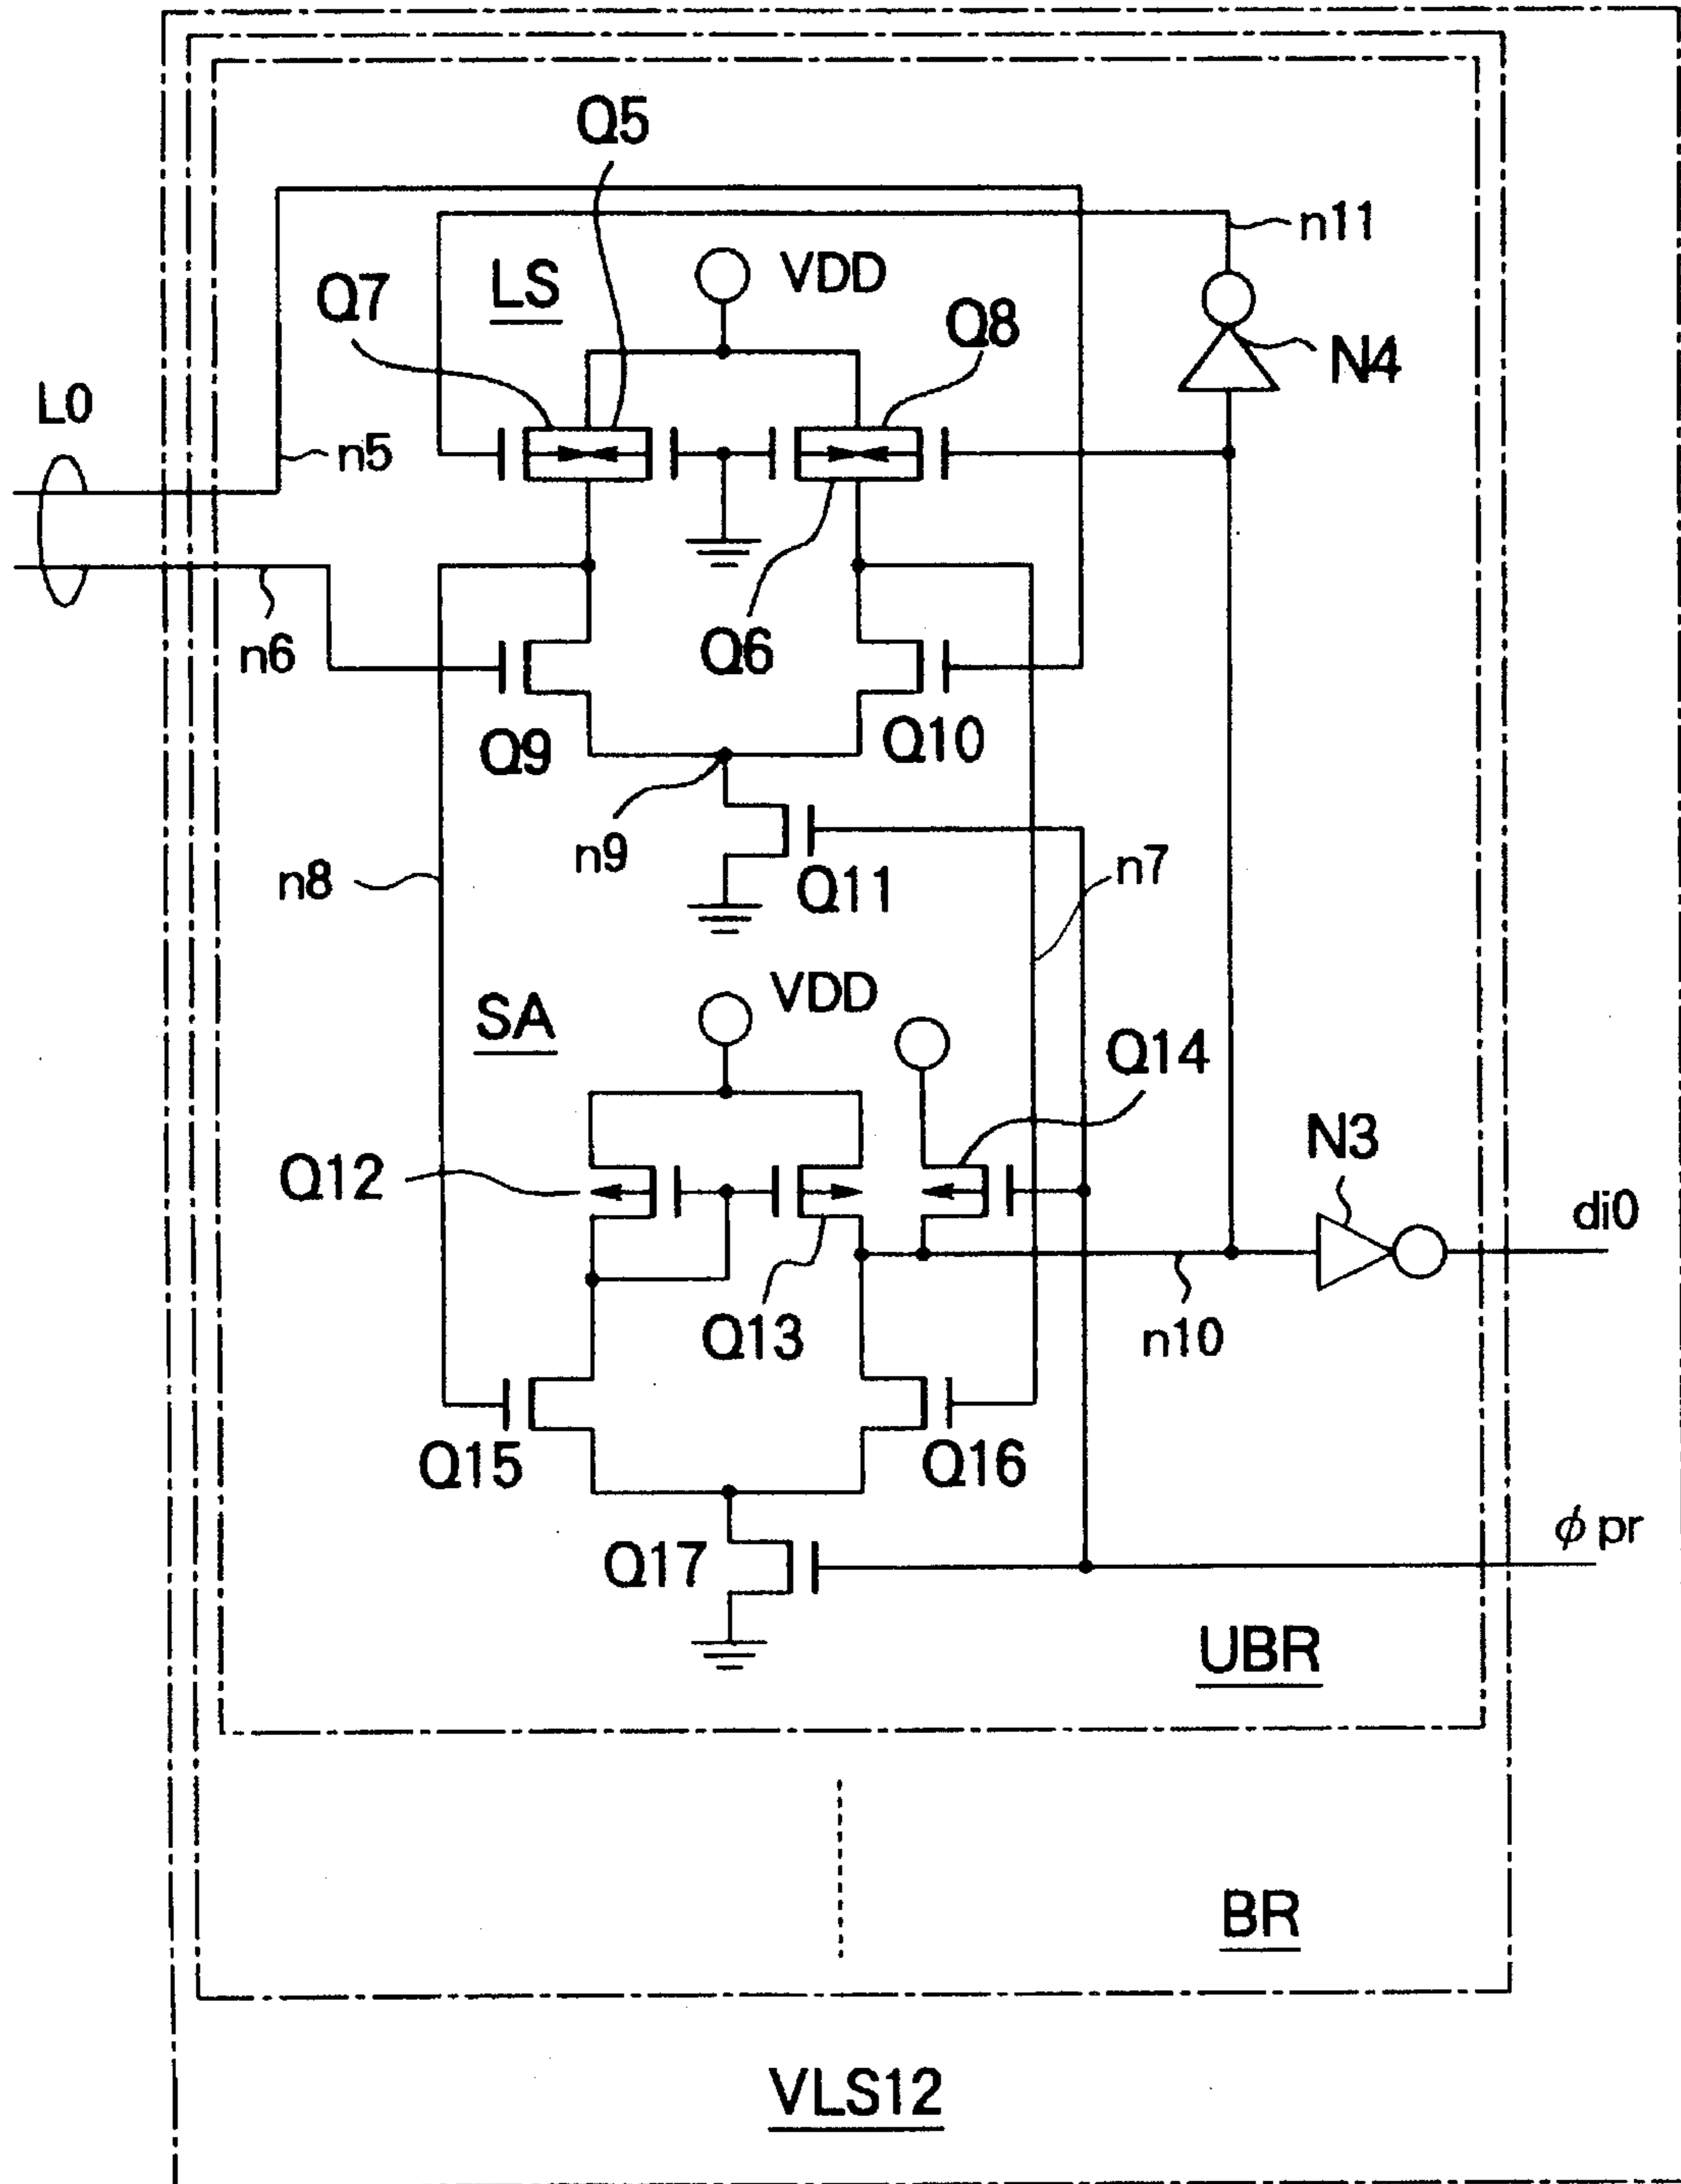 Q5
n11
VDD
LS
Q7
Q8
N4
L0
n5
n6
Q6
Q9
Q10
n9
n8
Q11
n7
VDD
SA
Q14
N3
Q12
di0
Q13
n10
Q15
Q16
φpr
Q17
UBR
BR
VLS12